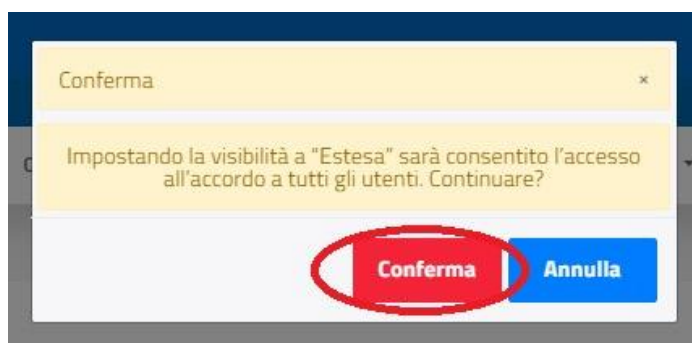 Conferma ×
Impostando la visibilità a “Estesa” sarà consentito l’accesso
all’accordo a tutti gli utenti. Continuare?
Conferma Annulla